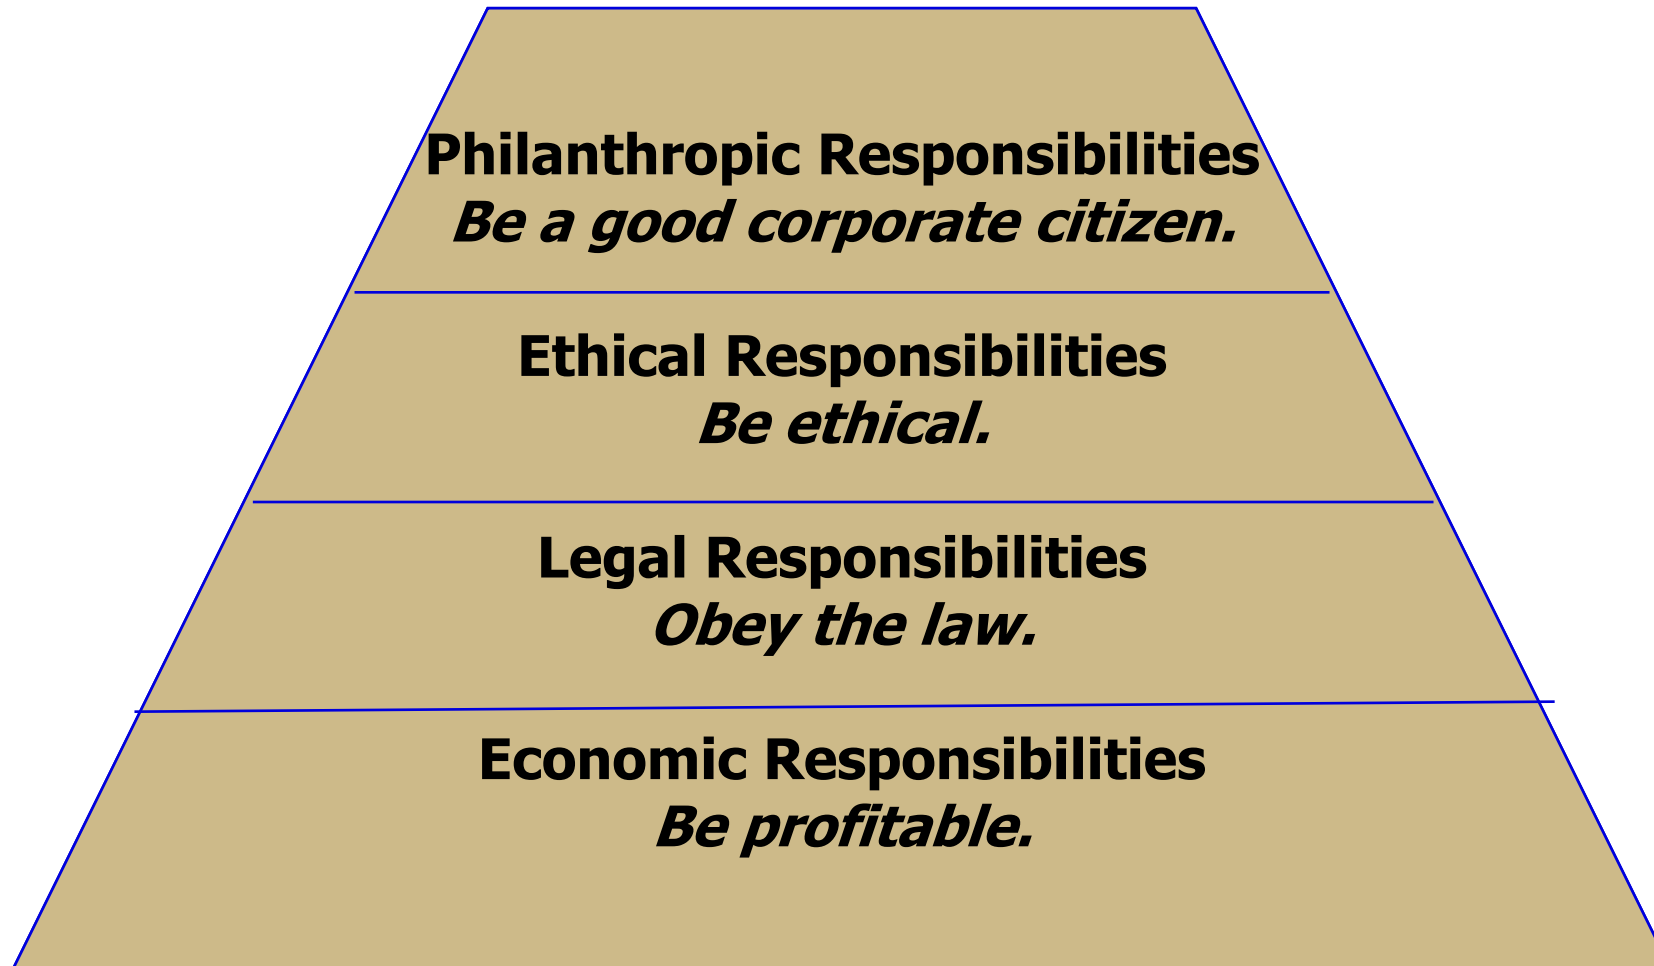 Philanthropic Responsibilities
Be a good corporate citizen.
Ethical Responsibilities
Be ethical.
Legal Responsibilities
Obey the law.
Economic Responsibilities
Be profitable.